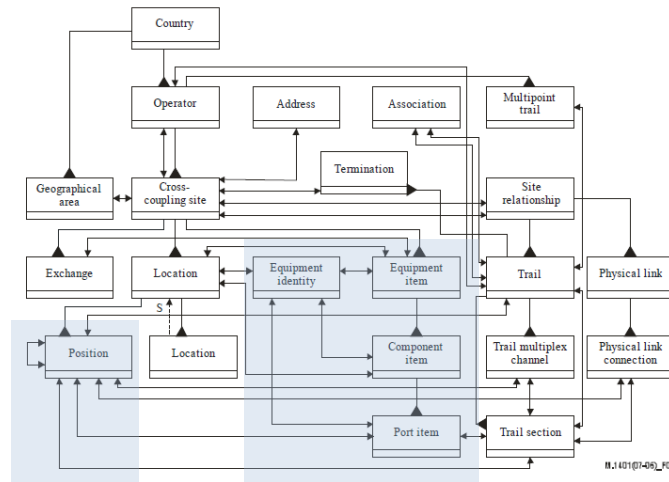 Country
Operator
Address
Association
Multipoint
trail
Termination
Geographical
area
Cross-
coupling site
Site
relationship
Exchange
Location
Equipment
identity
Equipment
item
Trail
Physical link
S
Position
Location
Component
item
Trail multiplex
channel
Physical link
connection
Port item
Trail section